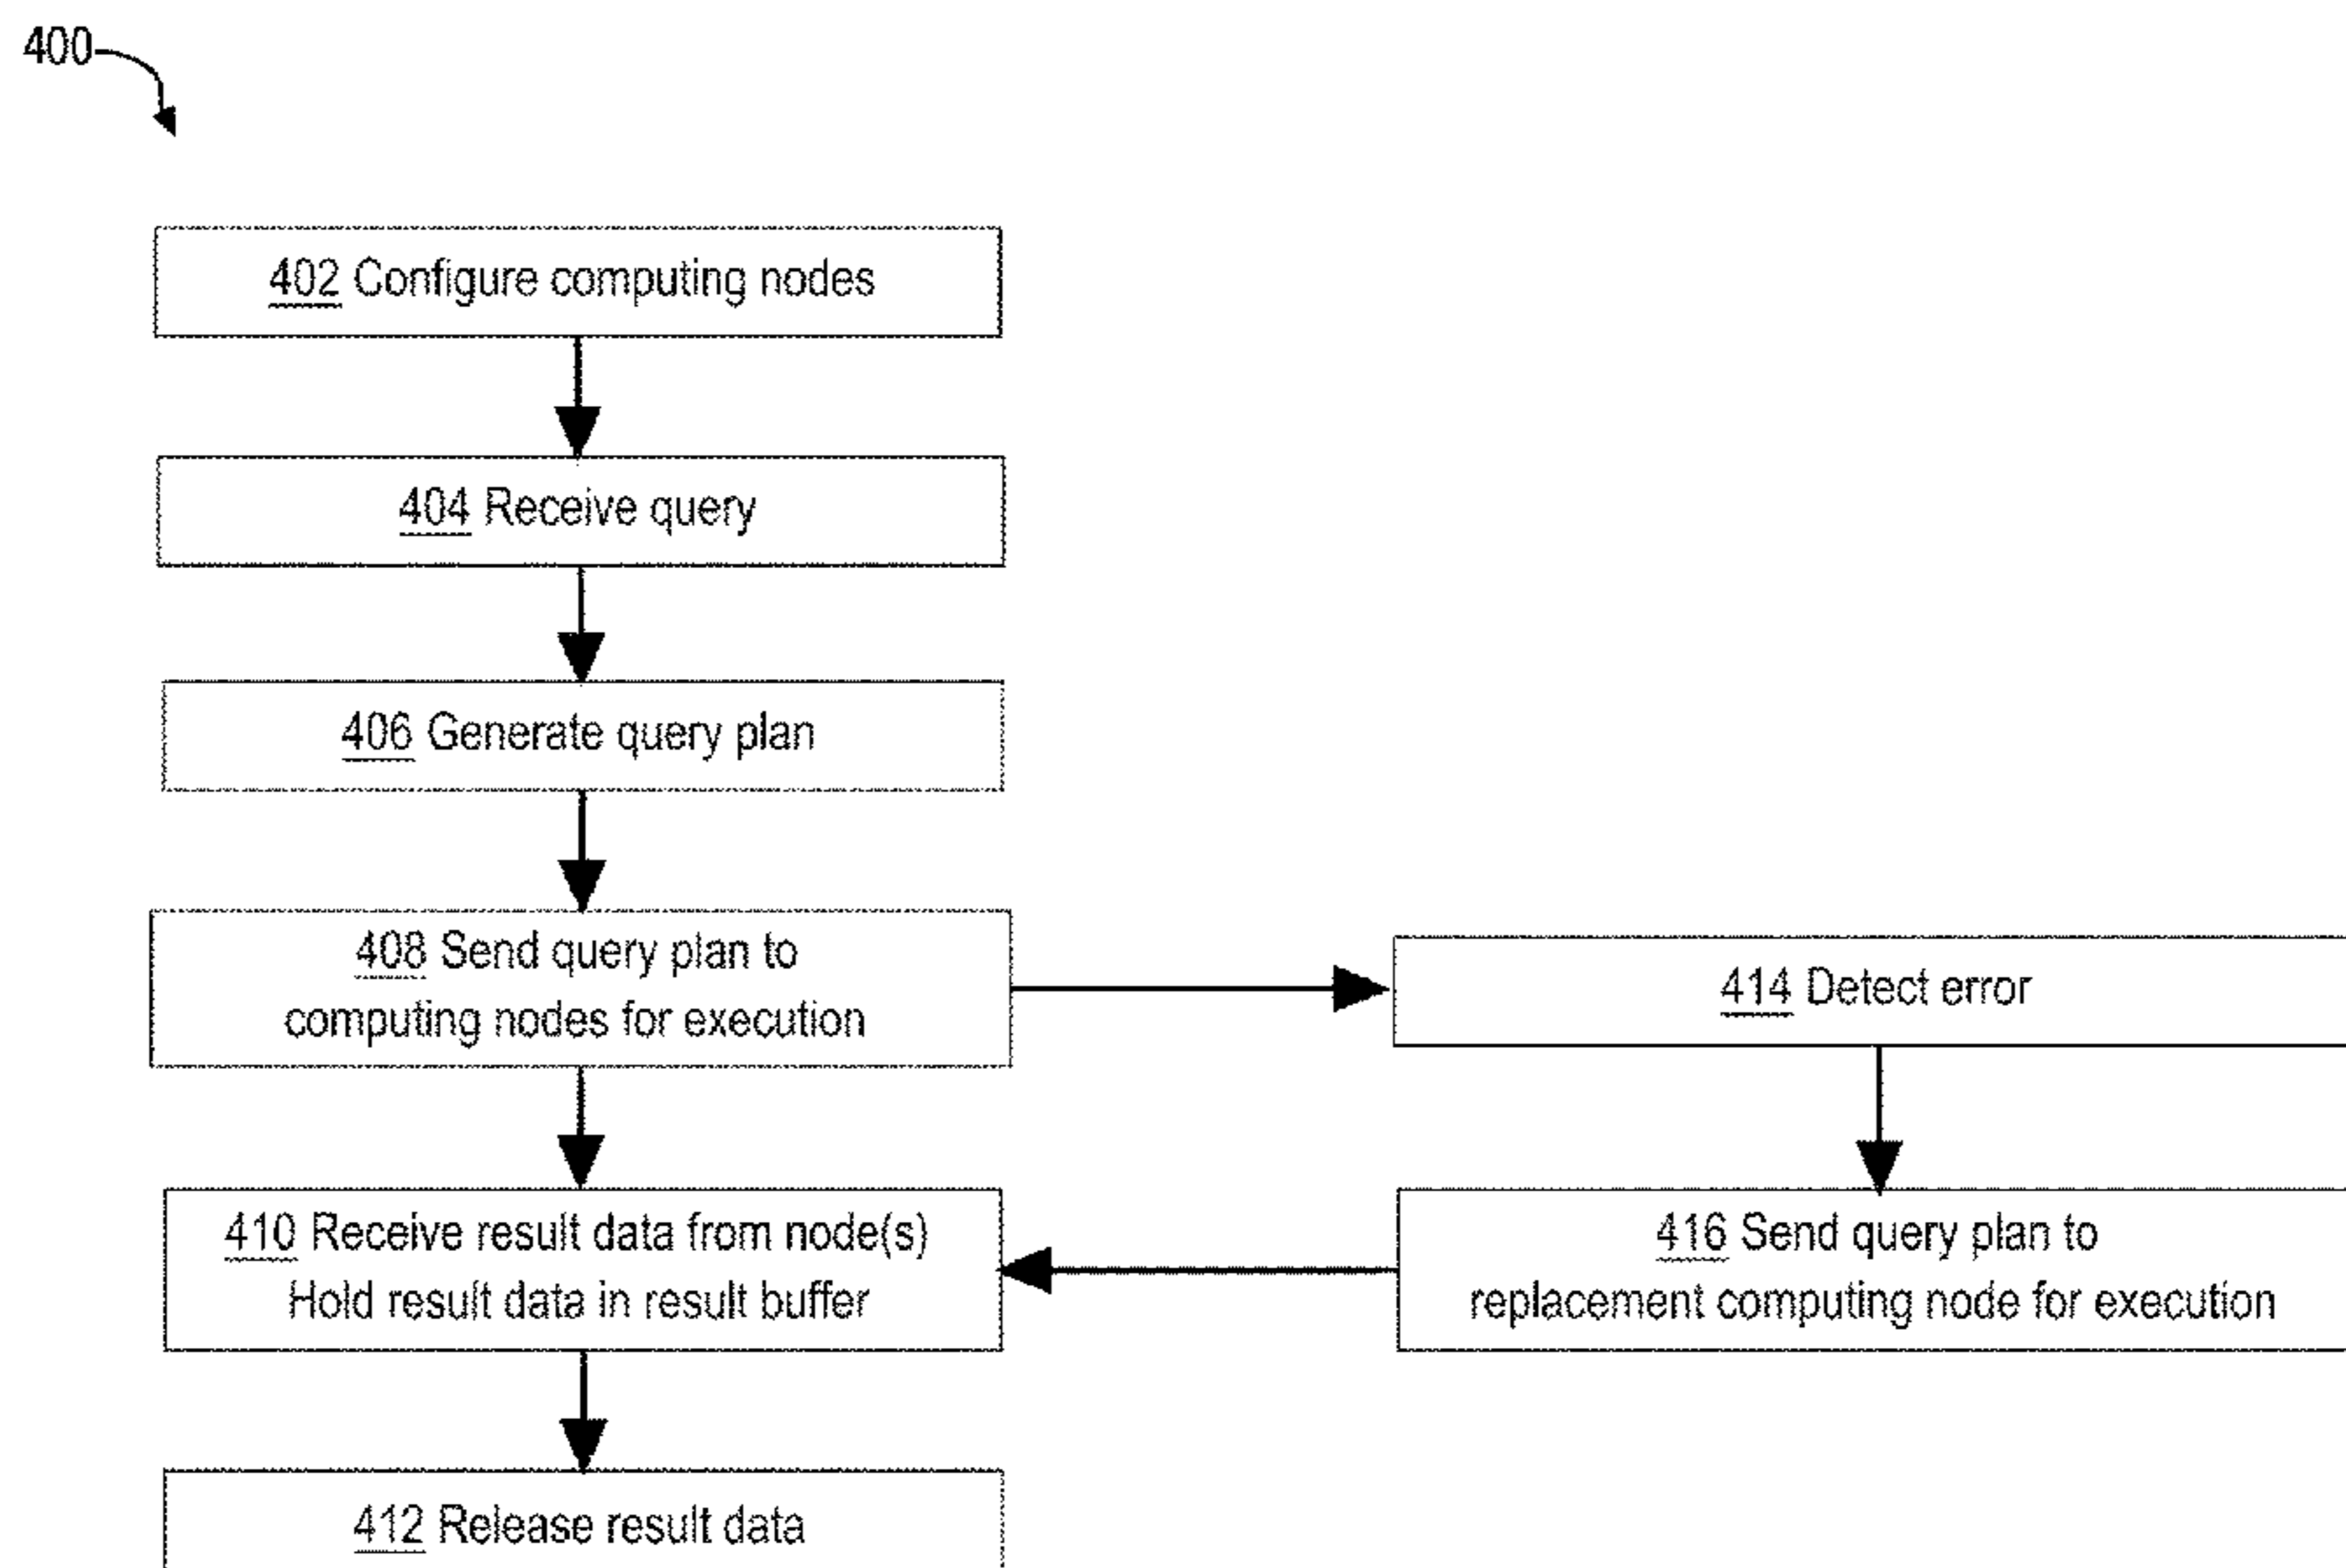 400
402 Configure computing nodes
404 Receive query
406 Generate query plan
408 Send query plan to
computing nodes for execution
414 Detect error
410 Receive result data from node(s)
Hold result data in result buffer
416 Send query plan to
replacement computing node for execution
412 Release result data